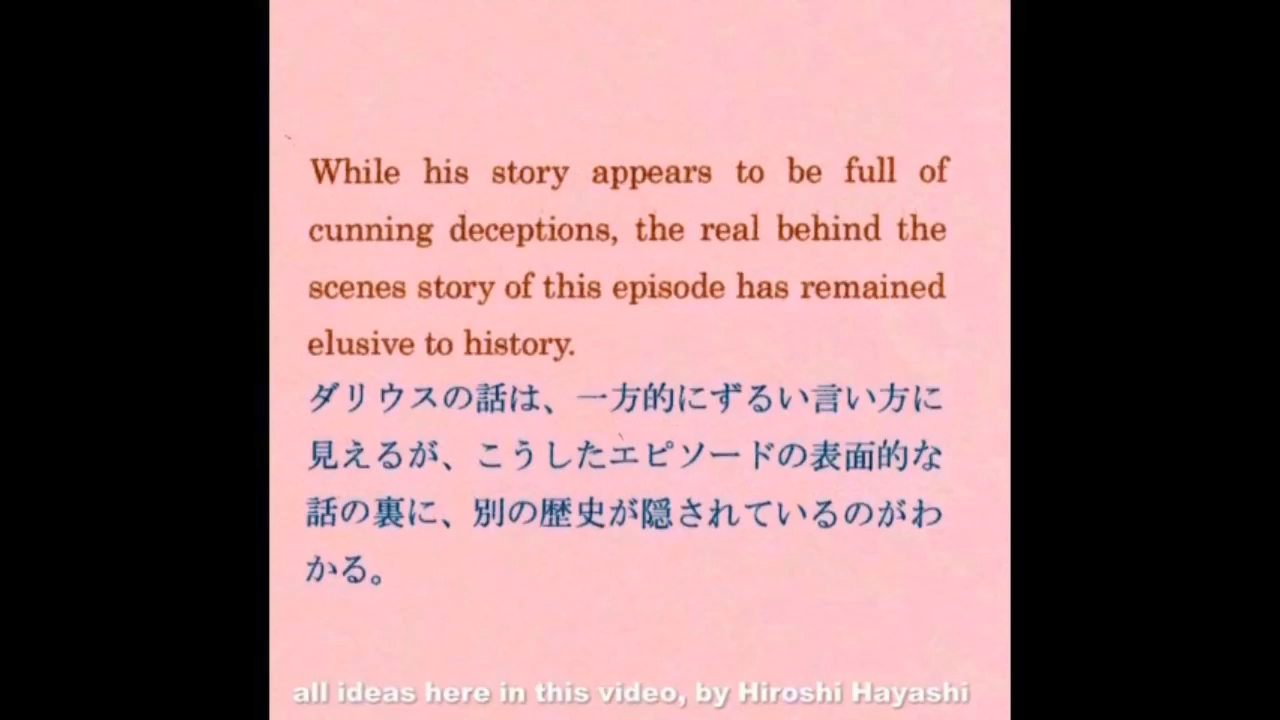 While his story appears to be full of
cunning deceptions, the real behind the
scenes story of this episode has remained
elusive to history.
ダリウスの話は、一方的にずるい言い方に
見えるが、こうしたエピソードの表面的な
話の裏に、別の歴史が隠されているのがわ
かる。
all ideas here in this video, by Hiroshi Hayashi